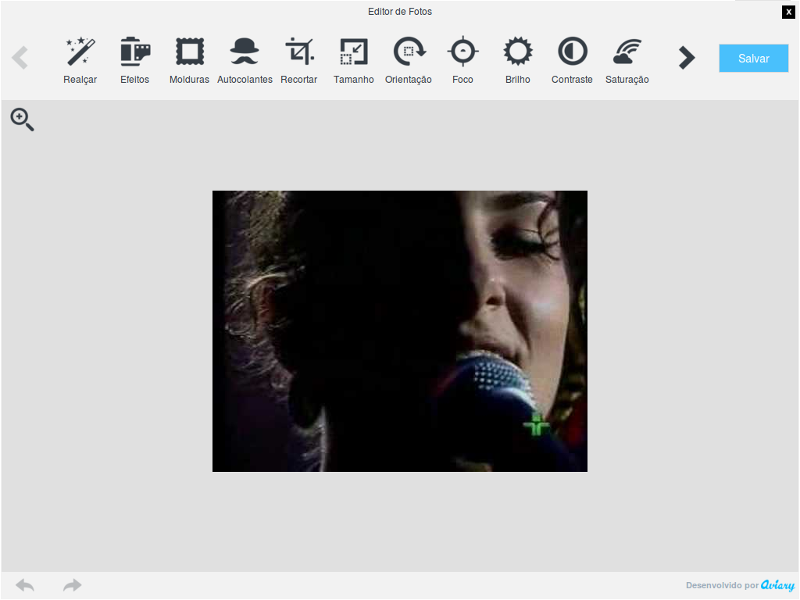 Editor de Fotos
x
Realçar Efeitos Molduras Autocolantes Recortar Tamanho Orientação Foco Brilho Contraste Saturação
Salvar
Desenvolvido por Aviary